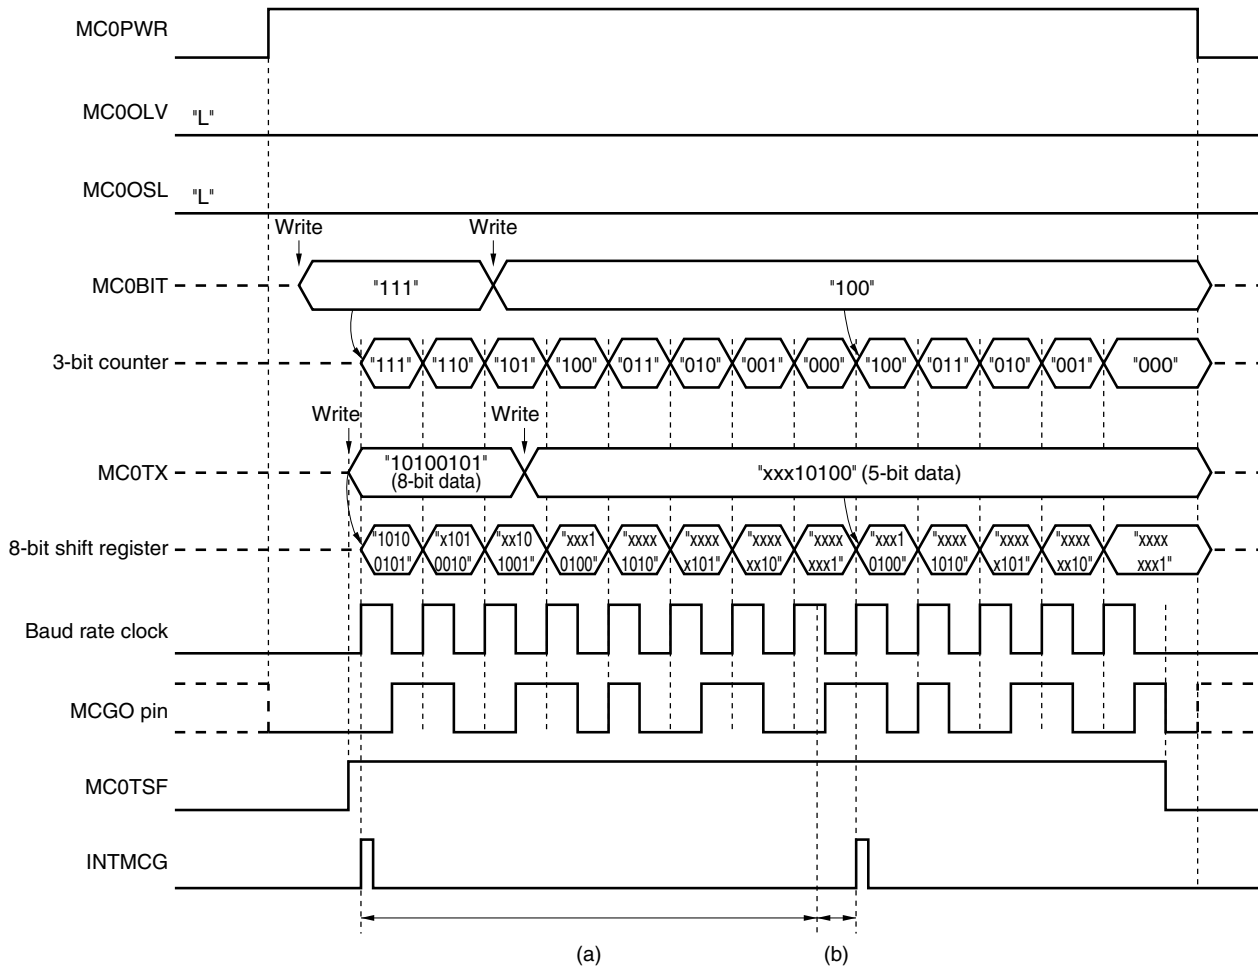 MC0PWR
MC0OLV "L"
MC0OSL "L"
Write Write
MC0BIT "111" "100"
3-bit counter "111" "110" "101" "100" "011" "010" "001" "000" "100" "011" "010" "001" "000"
Write Write
MC0TX "10100101" (8-bit data) "xxx10100" (5-bit data)
8-bit shift register
"1010 "x101 "xx10 "xxx1 "xxxx "xxxx "xxxx "xxxx "xxx1 "xxxx "xxxx "xxxx "xxxx
0101" 0010" 1001" 0100" 1010" x101" xx10" xxx1" 0100" 1010" x101" xx10" xxx1"
Baud rate clock
MCGO pin
MC0TSF
INTMCG
(a) (b)